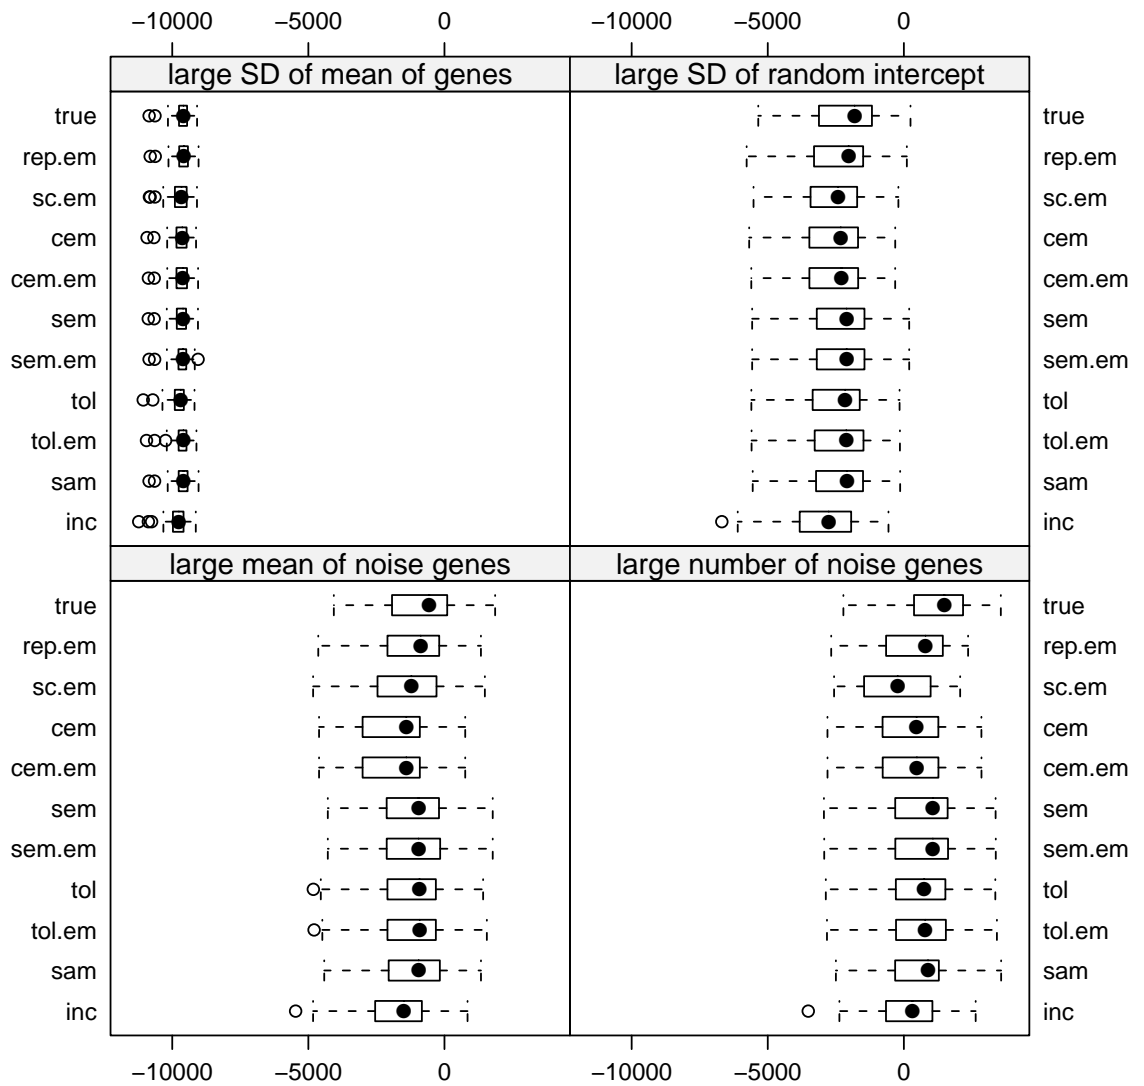 −10000 −5000 0 −10000 −5000 0
large SD of mean of genes large SD of random intercept
true true
rep.em rep.em
sc.em sc.em
cem cem
cem.em cem.em
sem sem
sem.em sem.em
tol tol
tol.em tol.em
sam sam
inc inc
large mean of noise genes large number of noise genes
true true
rep.em rep.em
sc.em sc.em
cem cem
cem.em cem.em
sem sem
sem.em sem.em
tol tol
tol.em tol.em
sam sam
inc inc
−10000 −5000 0 −10000 −5000 0